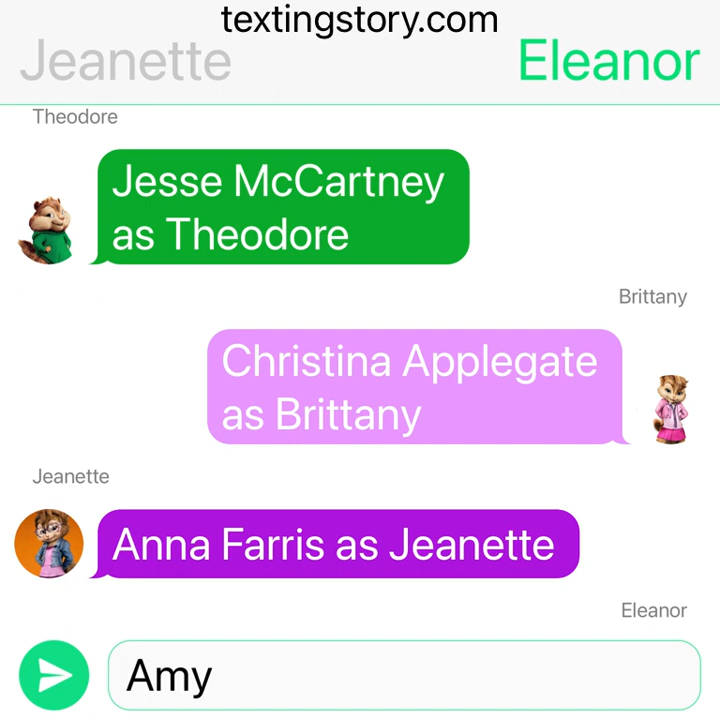 textingstory.com
Jeanette
Eleanor
Theodore
Jesse McCartney
as Theodore
Brittany
Christina Applegate
as Brittany
Jeanette
Anna Farris as Jeanette
Eleanor
Amy